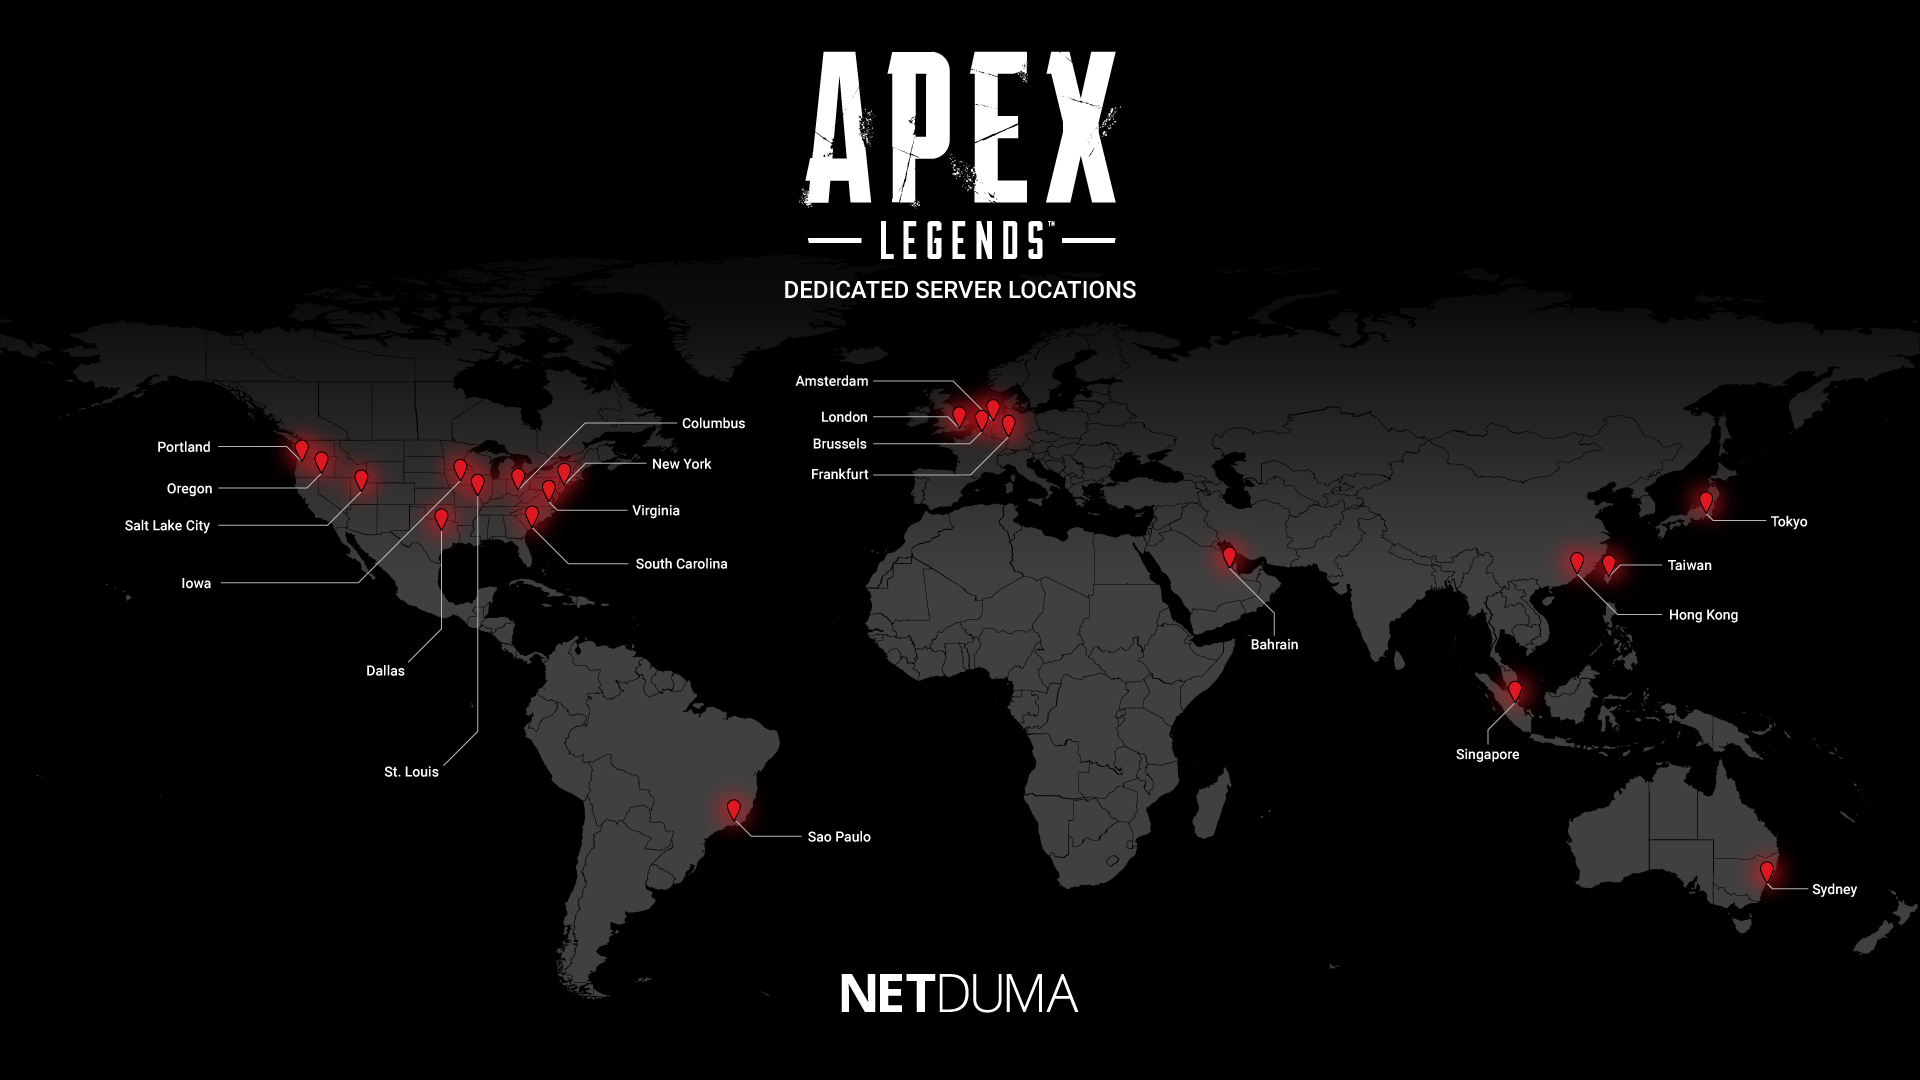 APEX
LEGENDS™
DEDICATED SERVER LOCATIONS
Amsterdam
London
Brussels
Frankfurt
Columbus
New York
Virginia
South Carolina
Portland
Oregon
Salt Lake City
Iowa
Dallas
St. Louis
Sao Paulo
Bahrain
Tokyo
Taiwan
Hong Kong
Singapore
Sydney
NETDUMA